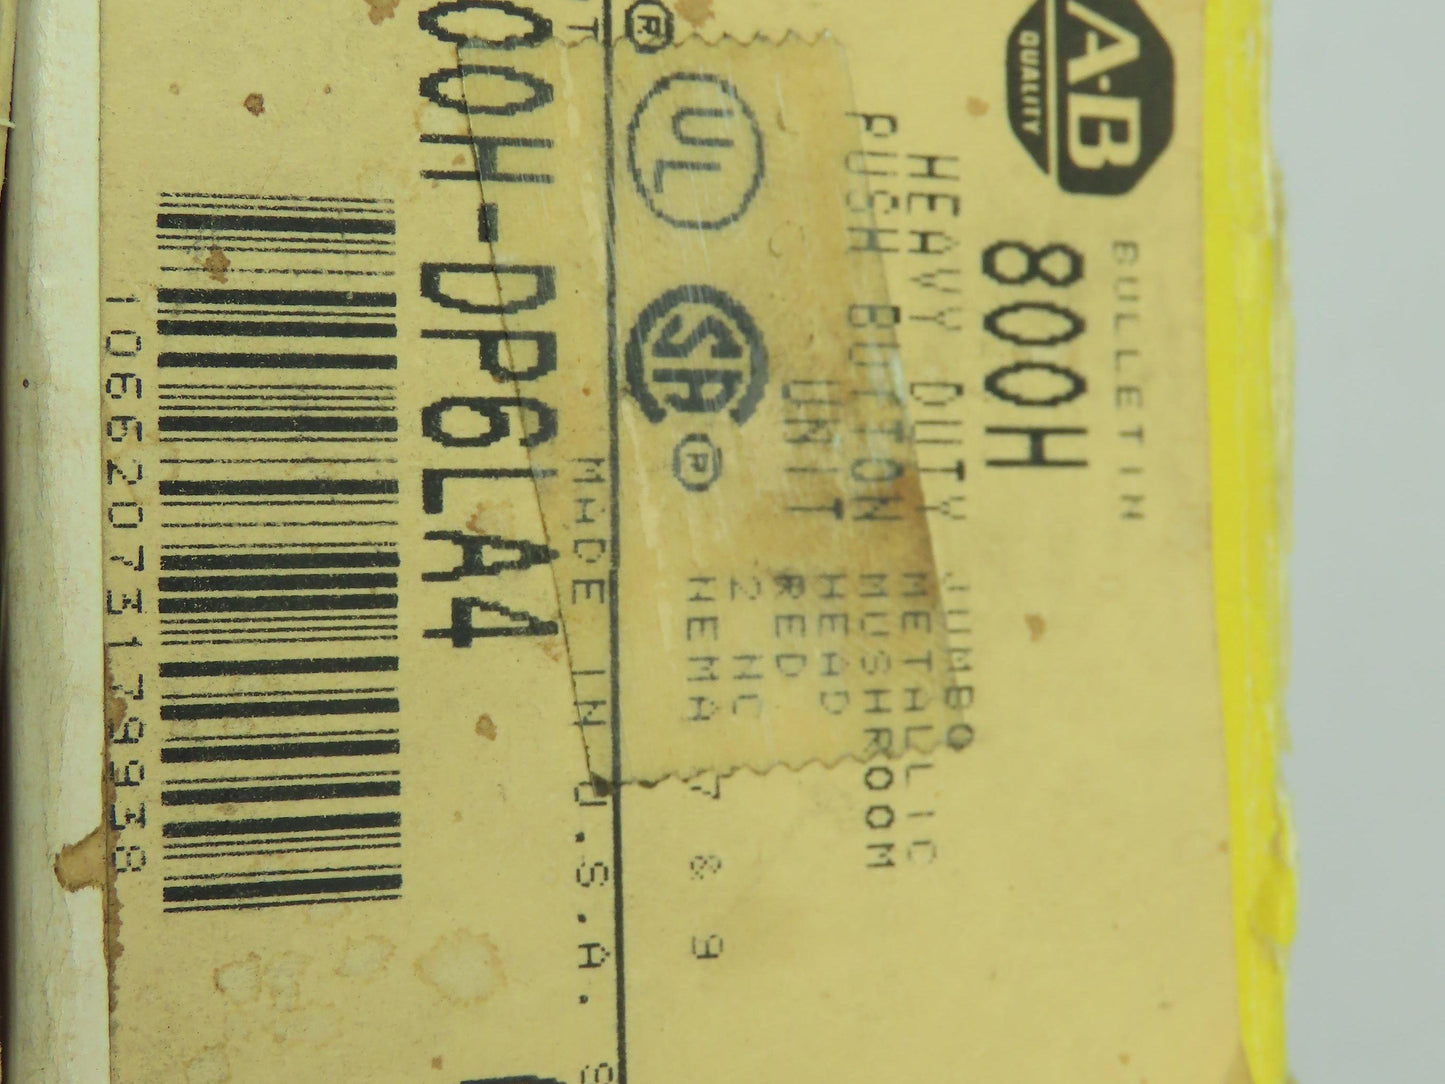 A-B
QUALITY
BULLETIN
800H
HEAVY DUTY
PUSH BUTTON
UNIT
JUMBO
METALLIC
MUSHROOM
HEAD
RED
2 NC
NEMA 7 & 9
UL
®
SA
®
MADE IN U.S.A.
00H-DP6LA4
10662073179938